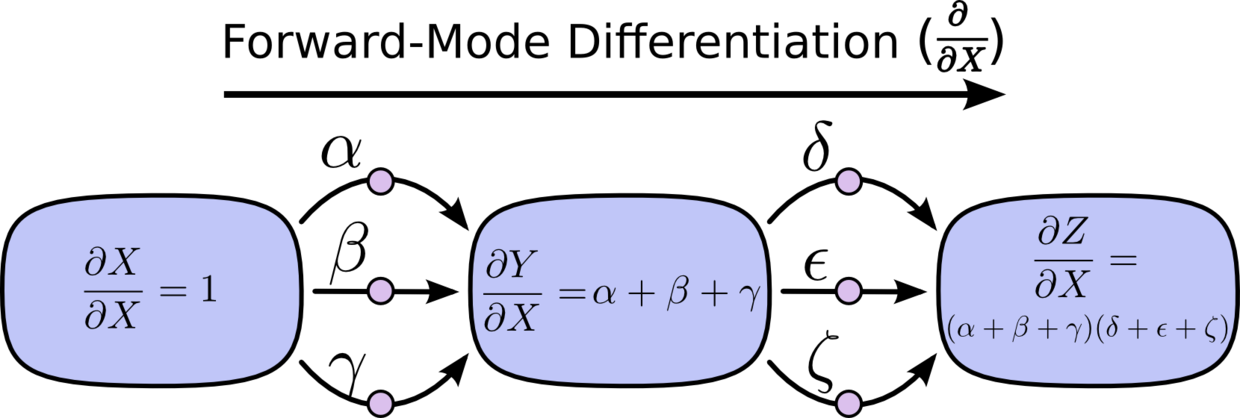 Forward-Mode Differentiation (∂/∂X)
α
δ
β
ϵ
γ
ζ
∂X/∂X = 1
∂Y/∂X = α + β + γ
∂Z/∂X =
(α + β + γ)(δ + ϵ + ζ)